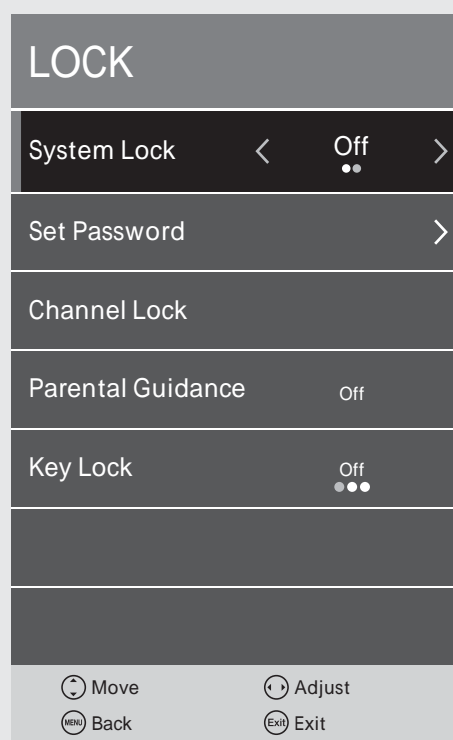 LOCK
System Lock < Off >
Set Password >
Channel Lock
Parental Guidance Off
Key Lock Off
Move Adjust
MENU Back Exit Exit